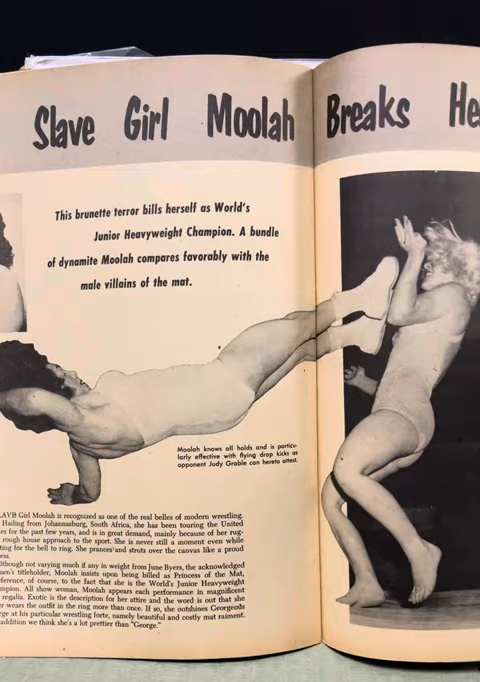 Slave Girl Moolah Breaks He
This brunette terror bills herself as World's
Junior Heavyweight Champion. A bundle
of dynamite Moolah compares favorably with the
male villains of the mat.
Moolah knows all holds and is particu-
larly effective with flying drop kicks as
opponent Judy Grable can hereto attest.
LAVE Girl Moolah is recognized as one of the real belles of modern wrestling.
Hailing from Johannasburg, South Africa, she has been touring the United
es for the past few years, and is in great demand, mainly because of her rug-
rough house approach to the sport. She is never still a moment even while
ting for the bell to ring. She prances and struts over the canvas like a proud
ess.
lthough not varying much if any in weight from June Byers, the acknowledged
men's titleholder, Moolah insists upon being billed as Princess of the Mat,
ference, of course, to the fact that she is the World's Junior Heavyweight
mpion. All show woman, Moolah appears each performance in magnificent
regalia. Exotic is the description for her attire and the word is out that she
er wears the outfit in the ring more than once. If so, she outshines Georgeods
rge at his particular wrestling forte, namely beautiful and costly mat raiment.
addition we think she's a lot prettier than "George."